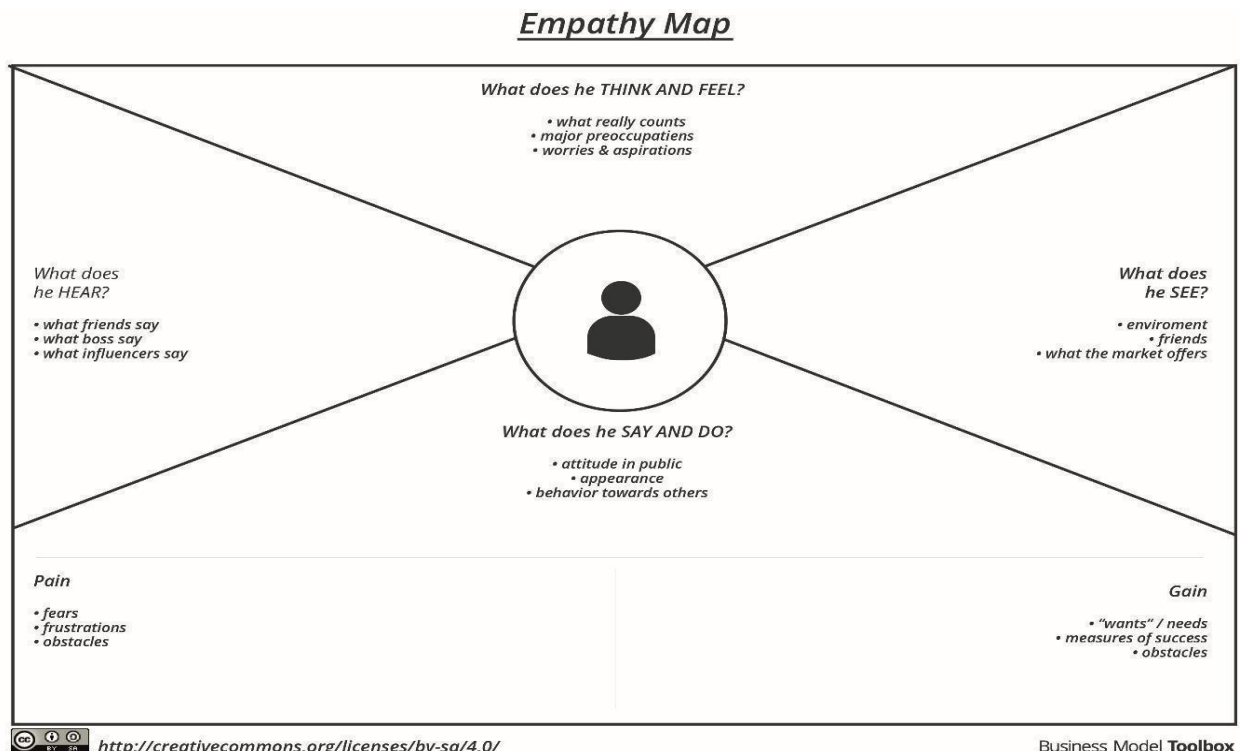 Empathy Map
What does he THINK AND FEEL?
• what really counts
• major preoccupatiens
• worries & aspirations
What does
he HEAR?
• what friends say
• what boss say
• what influencers say
What does
he SEE?
• enviroment
• friends
• what the market offers
What does he SAY AND DO?
• attitude in public
• appearance
• behavior towards others
Pain
• fears
• frustrations
• obstacles
Gain
• “wants” / needs
• measures of success
• obstacles
cc BY SA
http://creativecommons.org/licenses/by-sa/4.0/
Business Model Toolbox